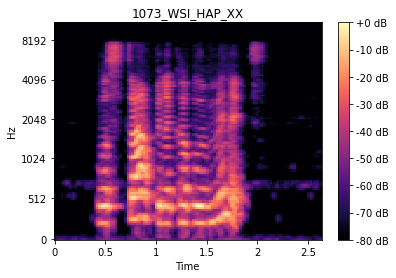 1073_WSI_HAP_XX
+0 dB
8192
-10 dB
4096
-20 dB
-30 dB
2048
Hz
-40 dB
1024
-50 dB
512
-60 dB
-70 dB
0
-80 dB
0 0.5 1 1.5 2 2.5
Time